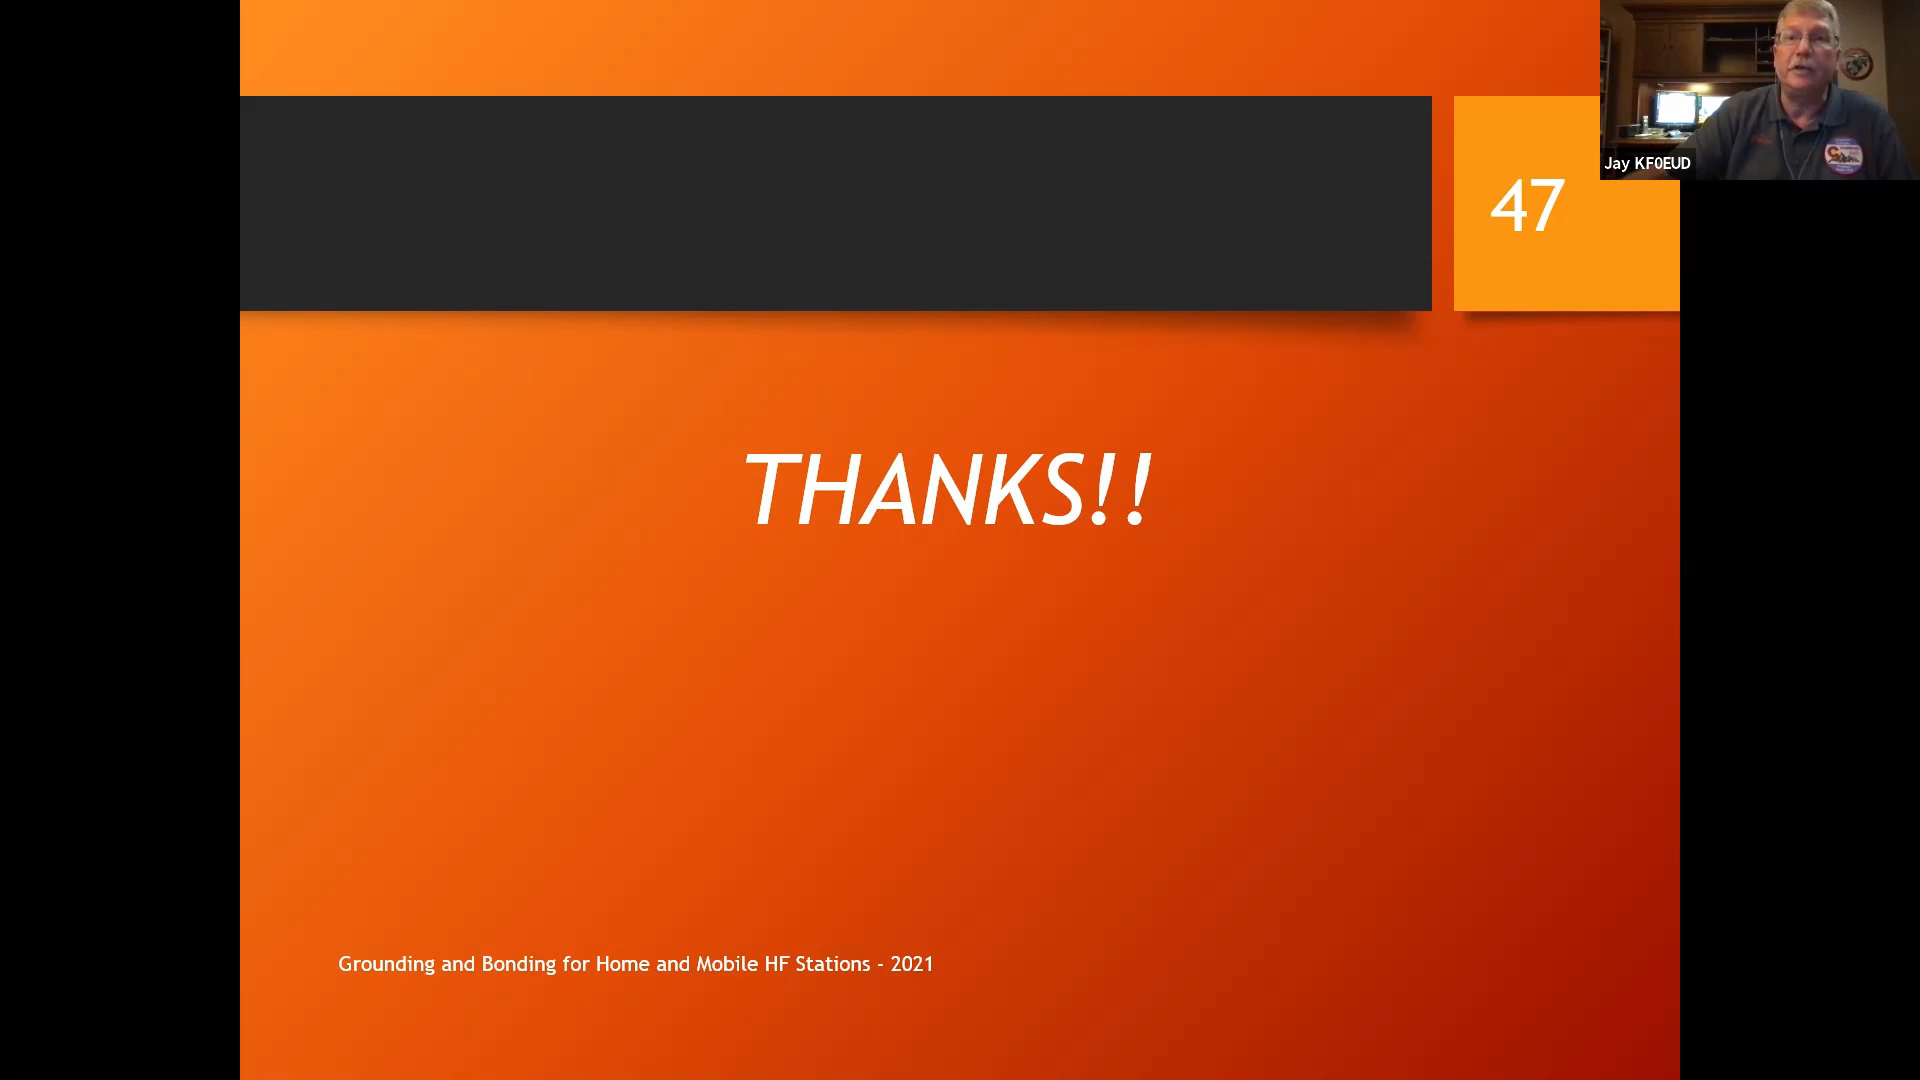 Jay KF0EUD
47
THANKS!!
Grounding and Bonding for Home and Mobile HF Stations - 2021